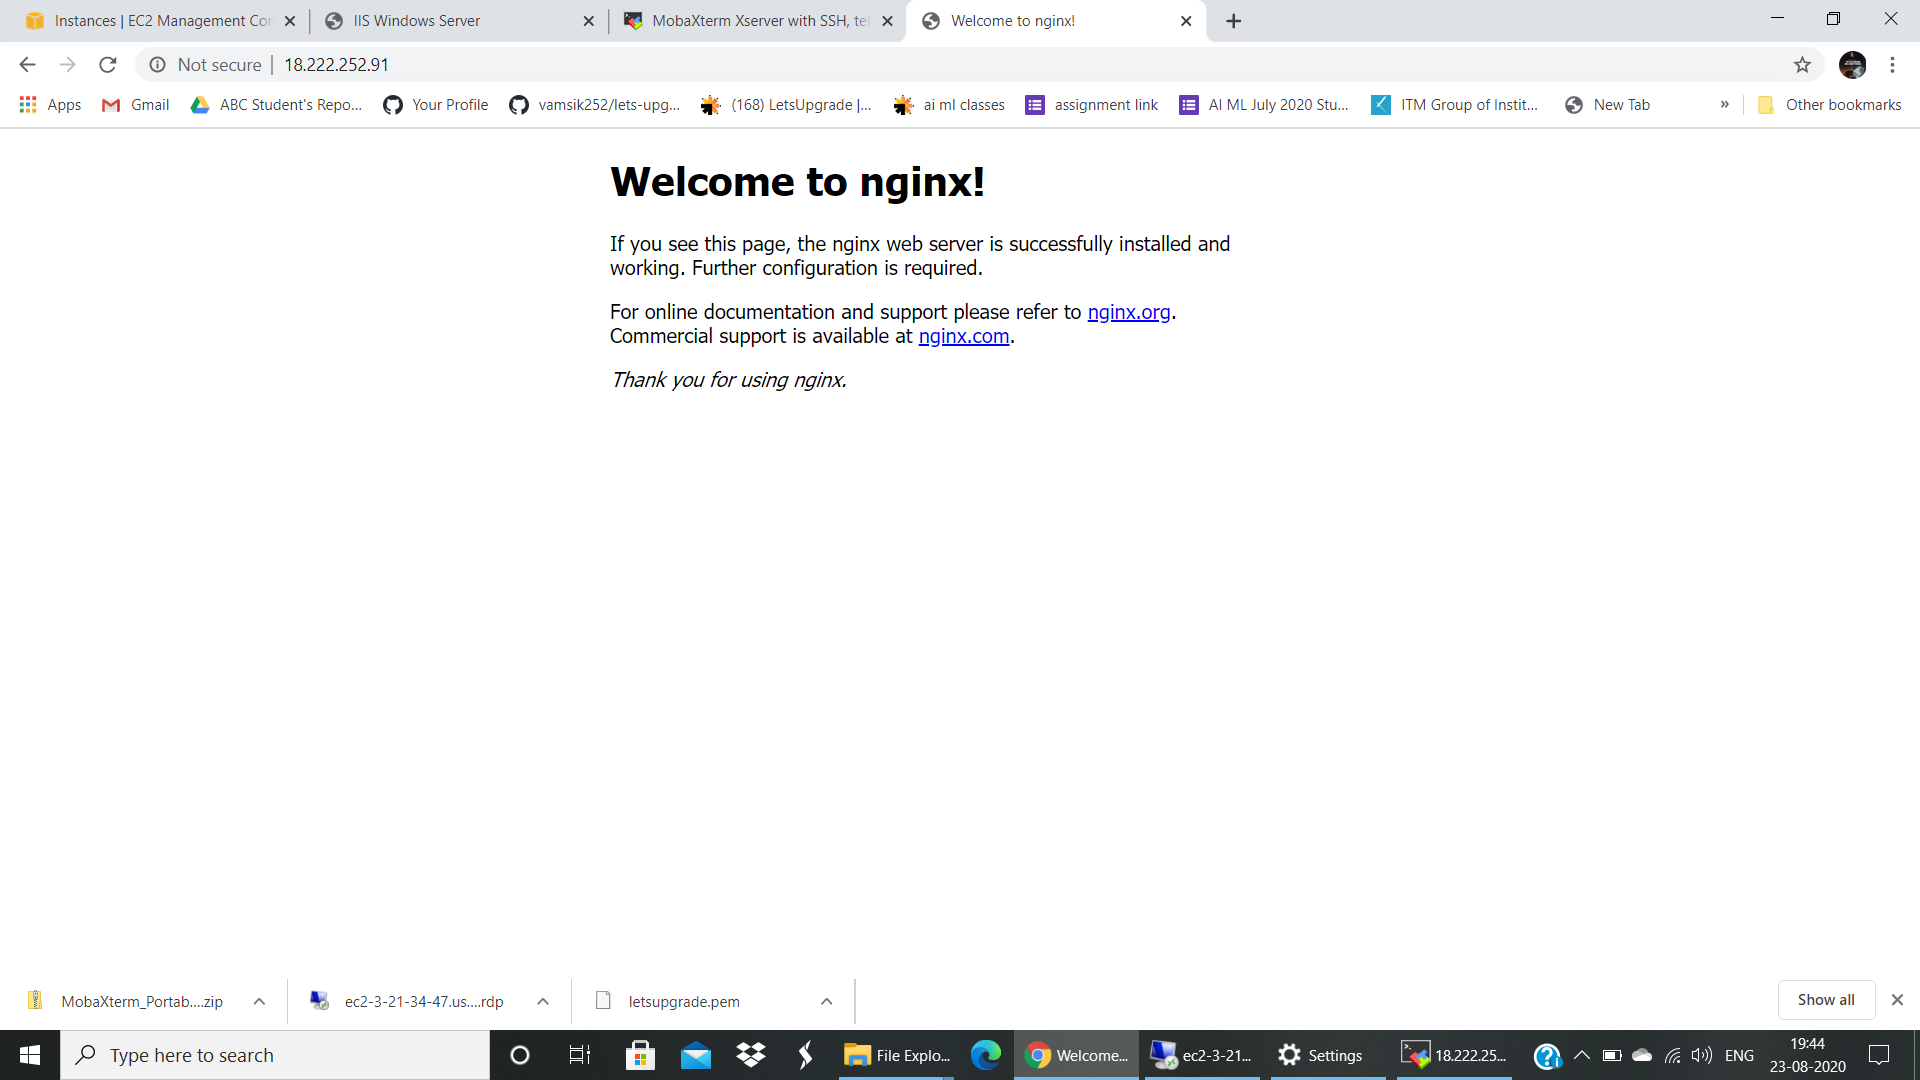 Instances | EC2 Management Con
IIS Windows Server
MobaXterm Xserver with SSH, tel
Welcome to nginx!
Not secure
18.222.252.91
Apps
Gmail
ABC Student's Repo...
Your Profile
vamsik252/lets-upg...
(168) LetsUpgrade |...
ai ml classes
assignment link
AI ML July 2020 Stu...
ITM Group of Instit...
New Tab
»
Other bookmarks
Welcome to nginx!
If you see this page, the nginx web server is successfully installed and
working. Further configuration is required.
For online documentation and support please refer to nginx.org.
Commercial support is available at nginx.com.
Thank you for using nginx.
MobaXterm_Portab....zip
ec2-3-21-34-47.us....rdp
letsupgrade.pem
Show all
Type here to search
File Explo...
Welcome...
ec2-3-21...
Settings
18.222.25...
ENG
19:44
23-08-2020